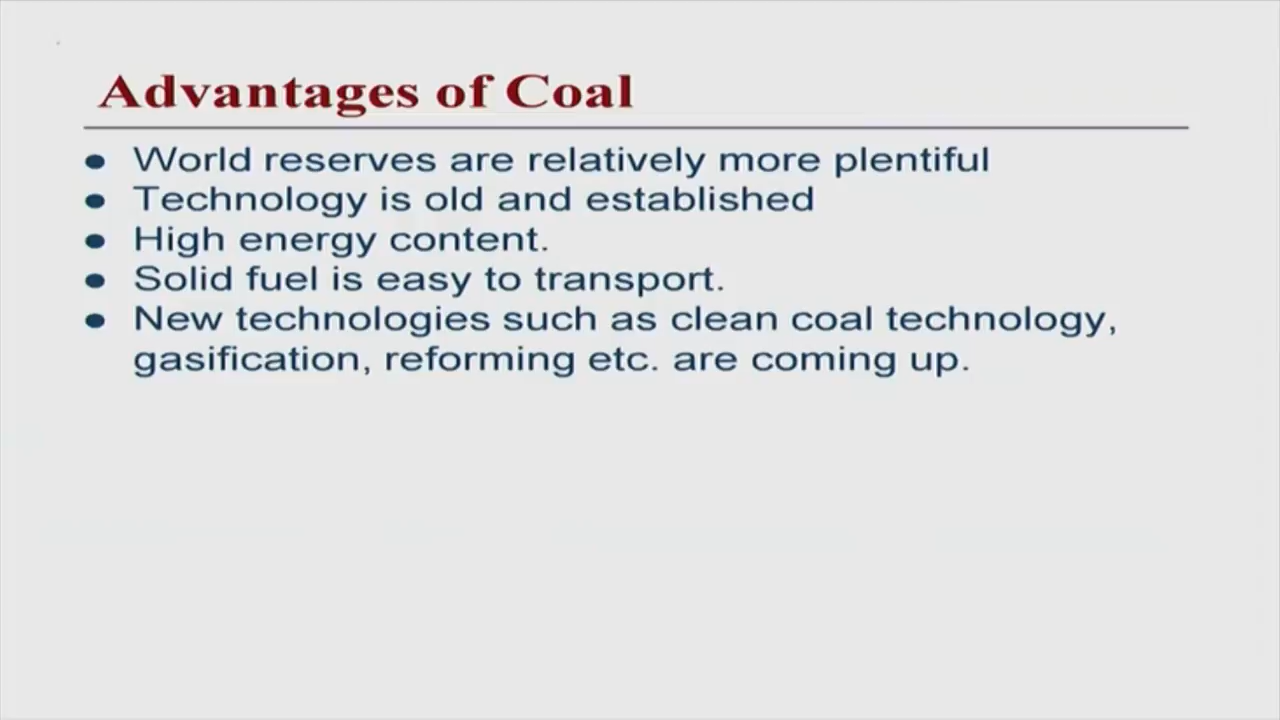 Advantages of Coal
● World reserves are relatively more plentiful
● Technology is old and established
● High energy content.
● Solid fuel is easy to transport.
● New technologies such as clean coal technology,
gasification, reforming etc. are coming up.